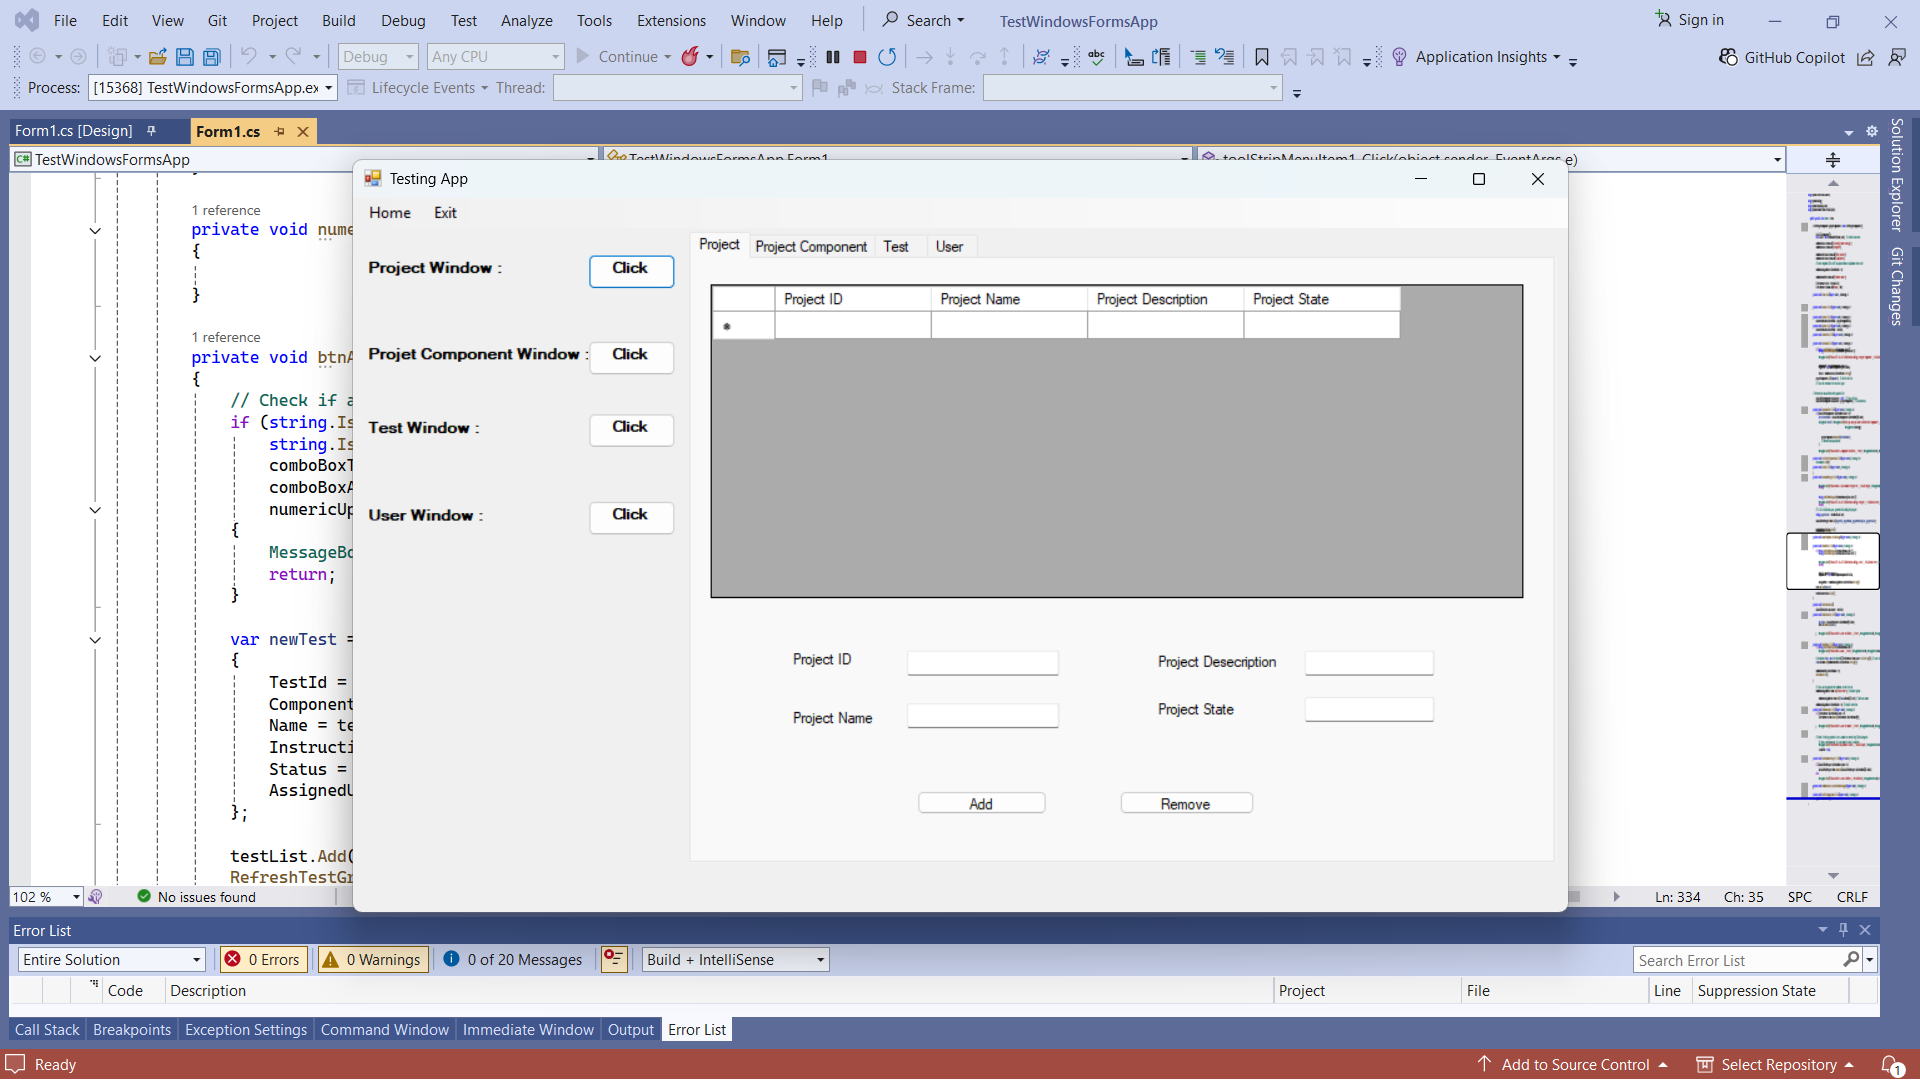 File Edit View Git Project Build Debug Test Analyze Tools Extensions Window Help Search TestWindowsFormsApp Sign in
Debug Any CPU Continue abc Application Insights GitHub Copilot
Process: [15368] TestWindowsFormsApp.ex Lifecycle Events Thread: Stack Frame:
Form1.cs [Design] Form1.cs
C# TestWindowsFormsApp TestWindowsFormsApp.Form1 toolStripMenuItem1_Click(object sender, EventArgs e)
Solution Explorer
Git Changes
1 reference
private void nume
{
}
1 reference
private void btnA
{
// Check if a
if (string.Is
string.Is
comboBoxT
comboBoxA
numericUp
{
MessageBo
return;
}
var newTest =
{
TestId =
Component
Name = te
Instructi
Status =
AssignedU
};
testList.Add(
RefreshTestGr
Testing App
Home Exit
Project Window :
Click
Projet Component Window :
Click
Test Window :
Click
User Window :
Click
Project Project Component Test User
Project ID Project Name Project Description Project State
Project ID
Project Desecription
Project Name
Project State
Add Remove
102 % No issues found Ln: 334 Ch: 35 SPC CRLF
Error List
Entire Solution 0 Errors 0 Warnings 0 of 20 Messages Build + IntelliSense Search Error List
Code Description Project File Line Suppression State
Call Stack Breakpoints Exception Settings Command Window Immediate Window Output Error List
Ready Add to Source Control Select Repository 1